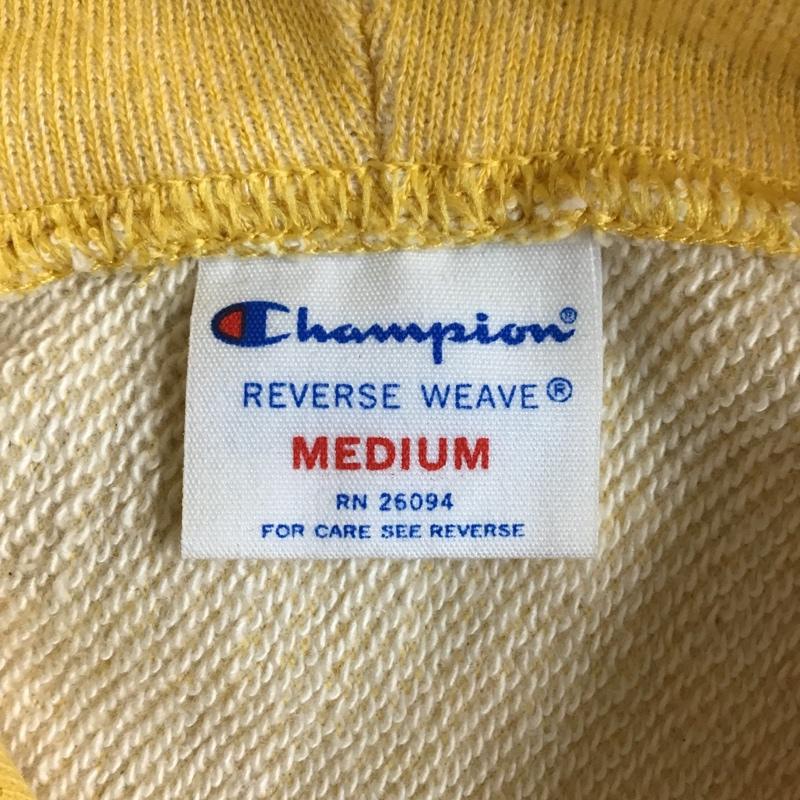 Champion®
REVERSE WEAVE®
MEDIUM
RN 26094
FOR CARE SEE REVERSE